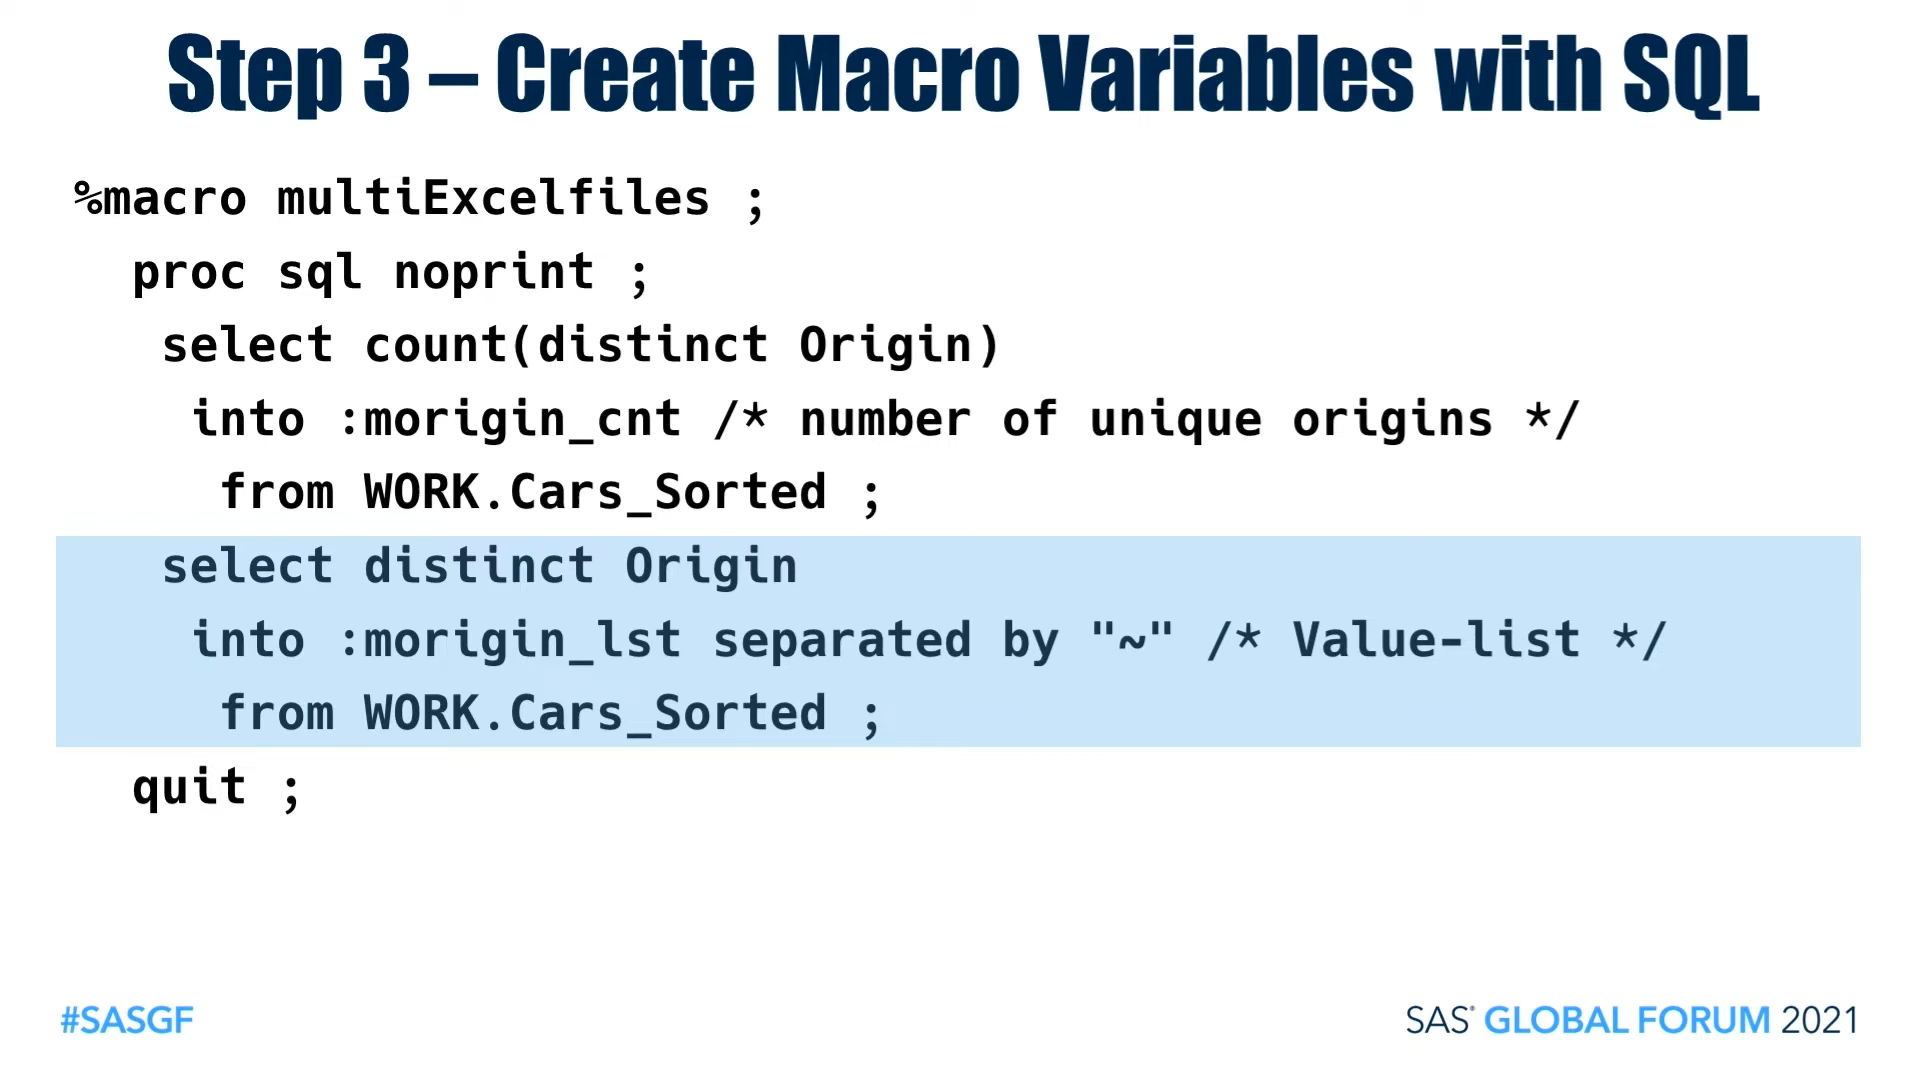 Step 3 – Create Macro Variables with SQL
%macro multiExcelfiles ;
proc sql noprint ;
select count(distinct Origin)
into :morigin_cnt /* number of unique origins */
from WORK.Cars_Sorted ;
select distinct Origin
into :morigin_lst separated by "~" /* Value-list */
from WORK.Cars_Sorted ;
quit ;
#SASGF
SAS® GLOBAL FORUM 2021